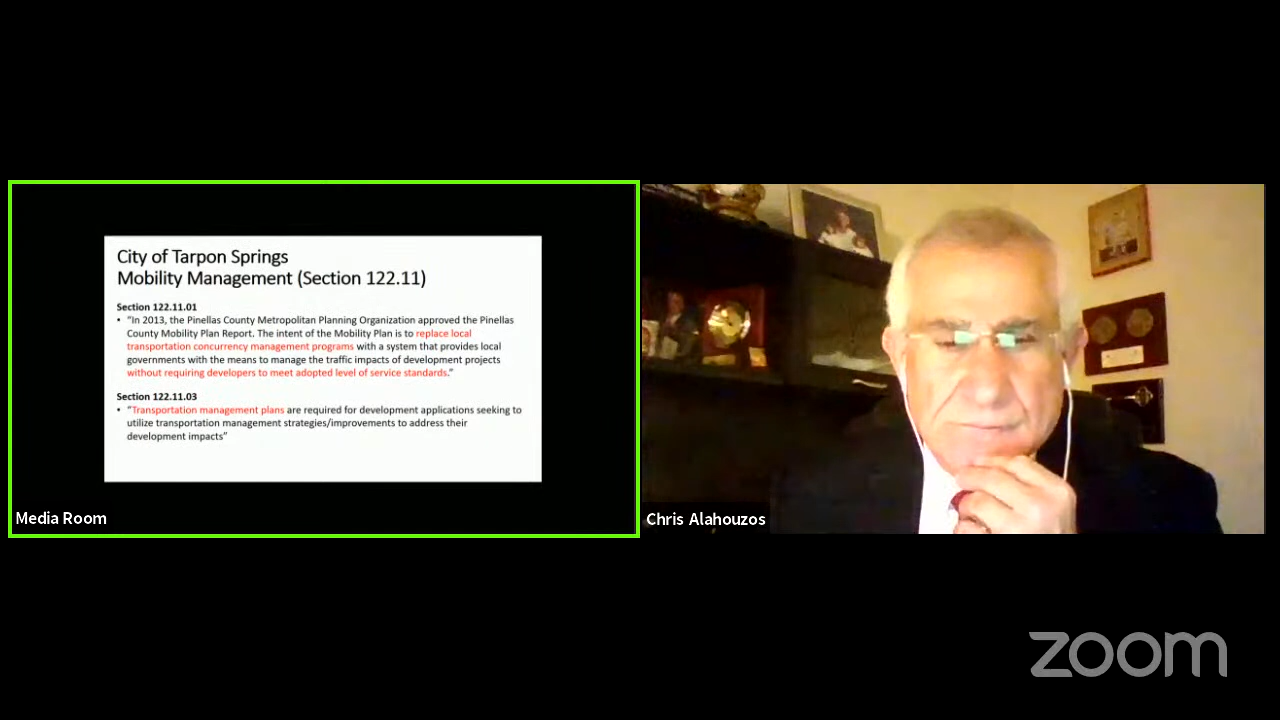 City of Tarpon Springs
Mobility Management (Section 122.11)
Section 122.11.01
• “In 2013, the Pinellas County Metropolitan Planning Organization approved the Pinellas
County Mobility Plan Report. The intent of the Mobility Plan is to replace local
transportation concurrency management programs with a system that provides local
governments with the means to manage the traffic impacts of development projects
without requiring developers to meet adopted level of service standards.”
Section 122.11.03
• “Transportation management plans are required for development applications seeking to
utilize transportation management strategies/improvements to address their
development impacts”
Media Room
Chris Alahouzos
zoom